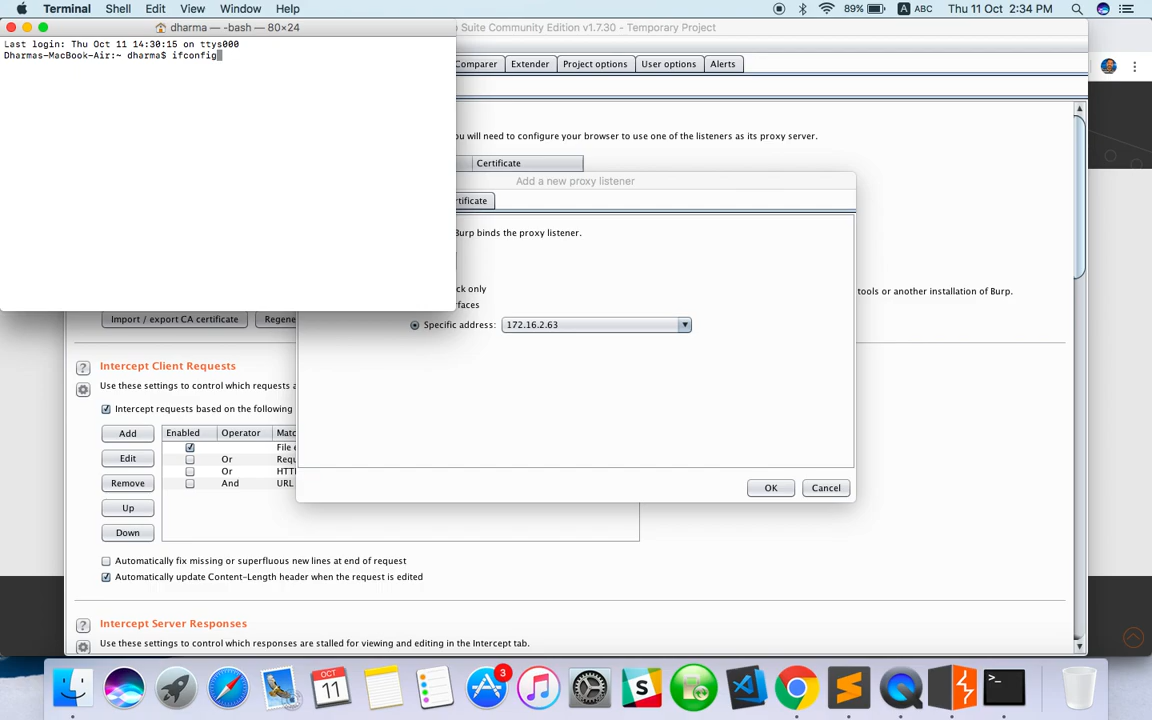 Terminal Shell Edit View Window Help
89% A ABC Thu 11 Oct 2:34 PM
dharma — -bash — 80×24
Suite Community Edition v1.7.30 - Temporary Project
Last login: Thu Oct 11 14:30:15 on ttys000
Dharmas-MacBook-Air:~ dharma$ ifconfig
Comparer Extender Project options User options Alerts
you will need to configure your browser to use one of the listeners as its proxy server.
Certificate
Add a new proxy listener
rtificate
Burp binds the proxy listener.
ck only
rfaces
tools or another installation of Burp.
Import / export CA certificate Regene
Specific address: 172.16.2.63
Intercept Client Requests
Use these settings to control which requests a
Intercept requests based on the following
Add Enabled Operator Matc
File e
Edit Or Requ
Or HTT
Remove And URL
OK Cancel
Up
Down
Automatically fix missing or superfluous new lines at end of request
Automatically update Content-Length header when the request is edited
Intercept Server Responses
Use these settings to control which responses are stalled for viewing and editing in the Intercept tab.
OCT
11
3